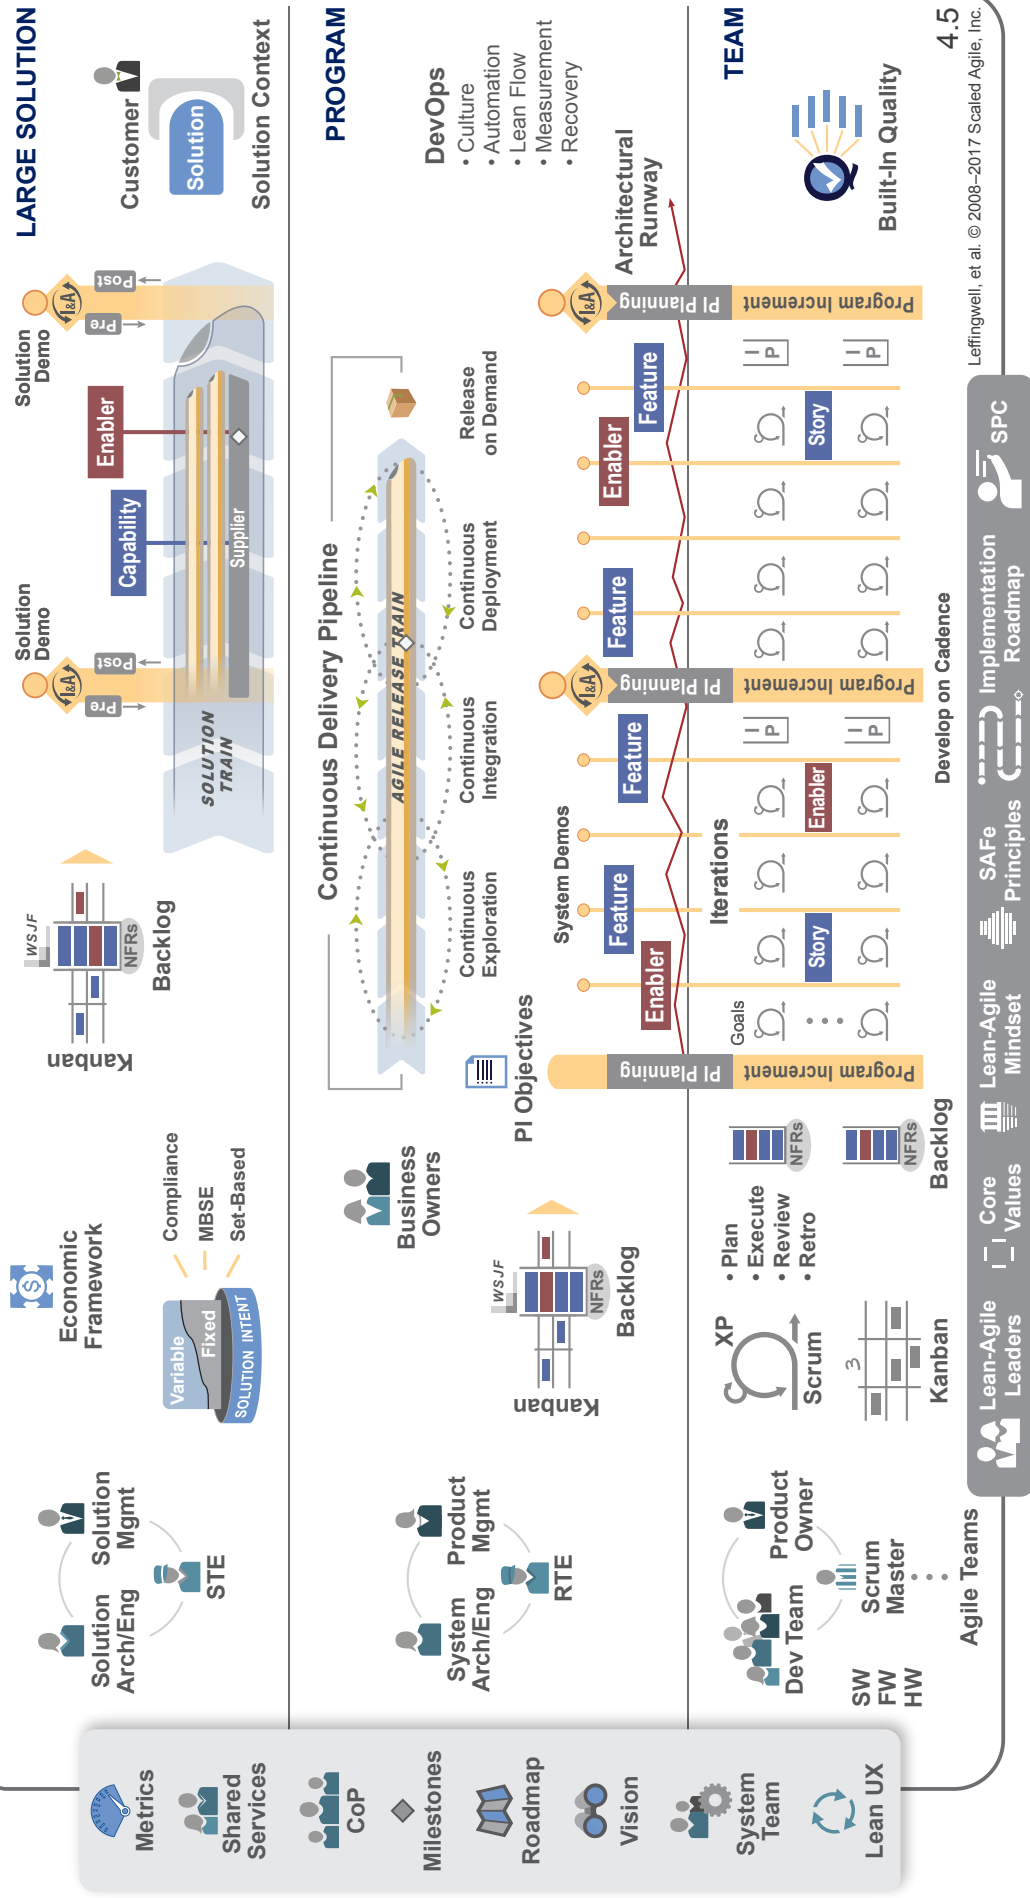 LARGE SOLUTION
Solution
Mgmt
Solution
Arch/Eng
STE
Economic
Framework
Variable
Fixed
SOLUTION INTENT
Compliance
MBSE
Set-Based
Kanban
WSJF
NFRs
Backlog
SOLUTION
TRAIN
Solution
Demo
I&A
Pre
Post
Capability
Enabler
Supplier
Solution
Demo
I&A
Pre
Post
Customer
Solution
Solution Context
PROGRAM
Product
Mgmt
System
Arch/Eng
RTE
Kanban
WSJF
NFRs
Backlog
Business
Owners
PI Objectives
Continuous Delivery Pipeline
AGILE RELEASE TRAIN
Continuous
Exploration
Continuous
Integration
Continuous
Deployment
Release
on Demand
DevOps
• Culture
• Automation
• Lean Flow
• Measurement
• Recovery
System Demos
Enabler
Feature
Feature
Feature
Enabler
Feature
I&A
I&A
Architectural
Runway
PI Planning
PI Planning
PI Planning
Program Increment
Program Increment
Program Increment
TEAM
Dev Team
Product
Owner
Scrum
Master
SW
FW
HW
Agile Teams
XP
Scrum
• Plan
• Execute
• Review
• Retro
3
Kanban
NFRs
NFRs
Backlog
Goals
Iterations
Story
Enabler
Story
I P
I P
I P
I P
Develop on Cadence
Built-In Quality
4.5
Leffingwell, et al. © 2008–2017 Scaled Agile, Inc.
Metrics
Shared
Services
CoP
Milestones
Roadmap
Vision
System
Team
Lean UX
Lean-Agile
Leaders
Core
Values
Lean-Agile
Mindset
SAFe
Principles
Implementation
Roadmap
SPC